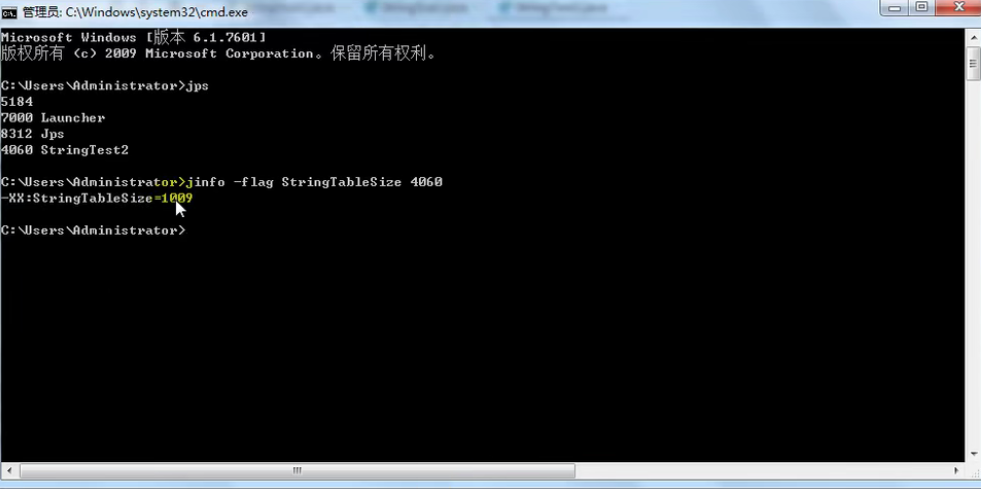 管理员: C:\Windows\system32\cmd.exe
Microsoft Windows [版本 6.1.7601]
版权所有 (c) 2009 Microsoft Corporation。保留所有权利。
C:\Users\Administrator>jps
5184
7000 Launcher
8312 Jps
4060 StringTest2
C:\Users\Administrator>jinfo -flag StringTableSize 4060
-XX:StringTableSize=1009
C:\Users\Administrator>